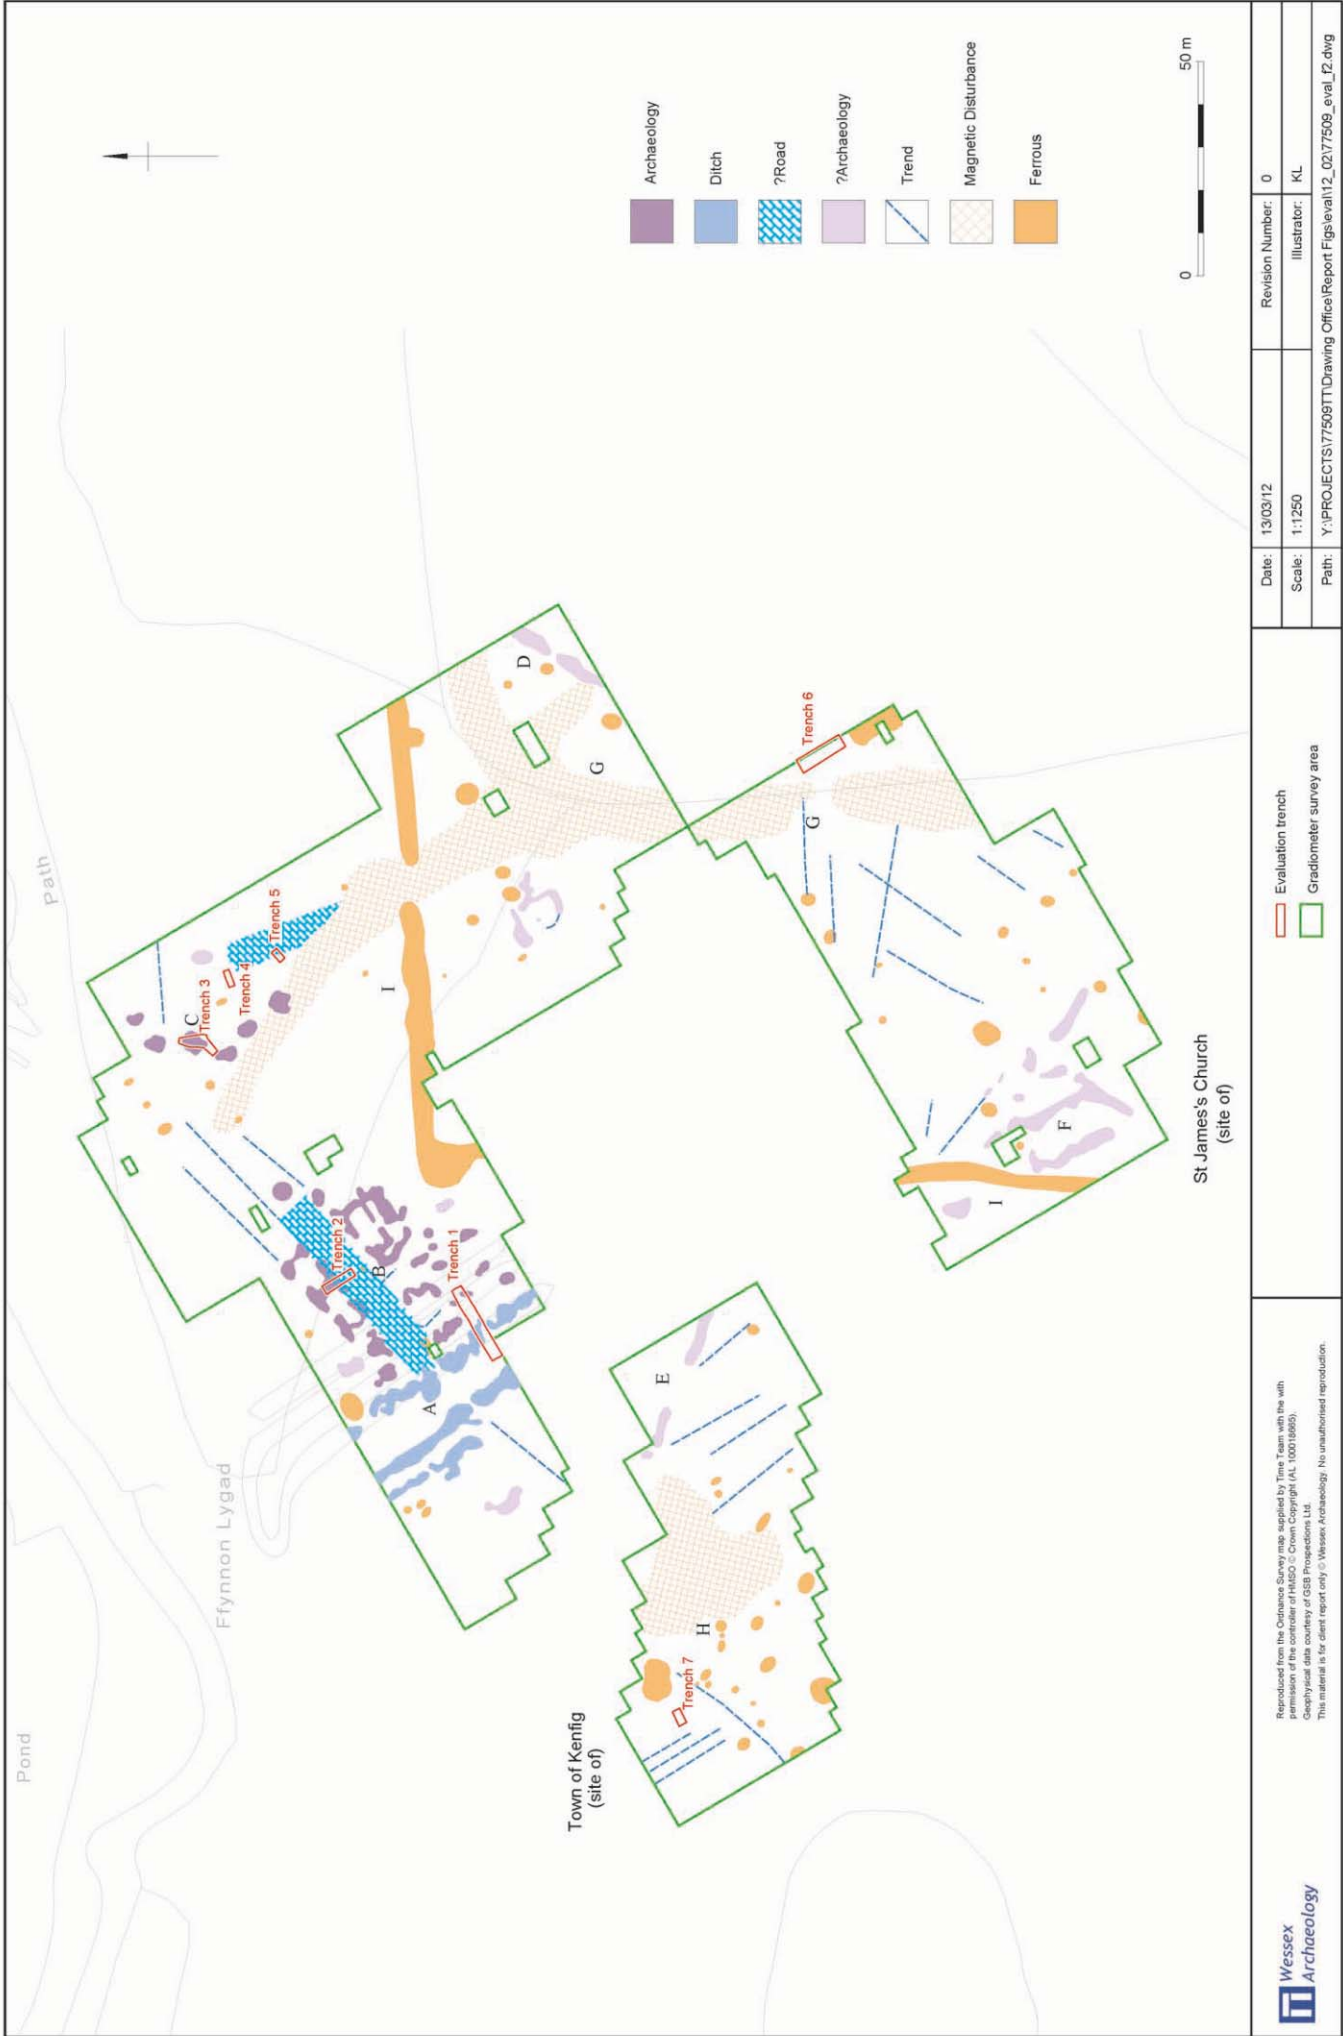 Pond
Ffynnon Lygad
Path
Archaeology
Ditch
?Road
?Archaeology
Trend
Magnetic Disturbance
Ferrous
0
50 m
C
Trench 3
Trench 4
Trench 5
Trench 2
B
Trench 1
A
I
D
G
Trench 6
G
E
H
Trench 7
F
I
Town of Kenfig
(site of)
St James's Church
(site of)
Wessex
Archaeology
Reproduced from the Ordnance Survey map supplied by Time Team with the with
permission of the controller of HMSO © Crown Copyright (AL 100018665).
Geophysical data courtesy of GSB Prospections Ltd.
This material is for client report only © Wessex Archaeology. No unauthorised reproduction.
Evaluation trench
Gradiometer survey area
Date: 13/03/12
Revision Number: 0
Scale: 1:1250
Illustrator: KL
Path: Y:\PROJECTS\77509TT\Drawing Office\Report Figs\eval\12_02\77509_eval_f2.dwg